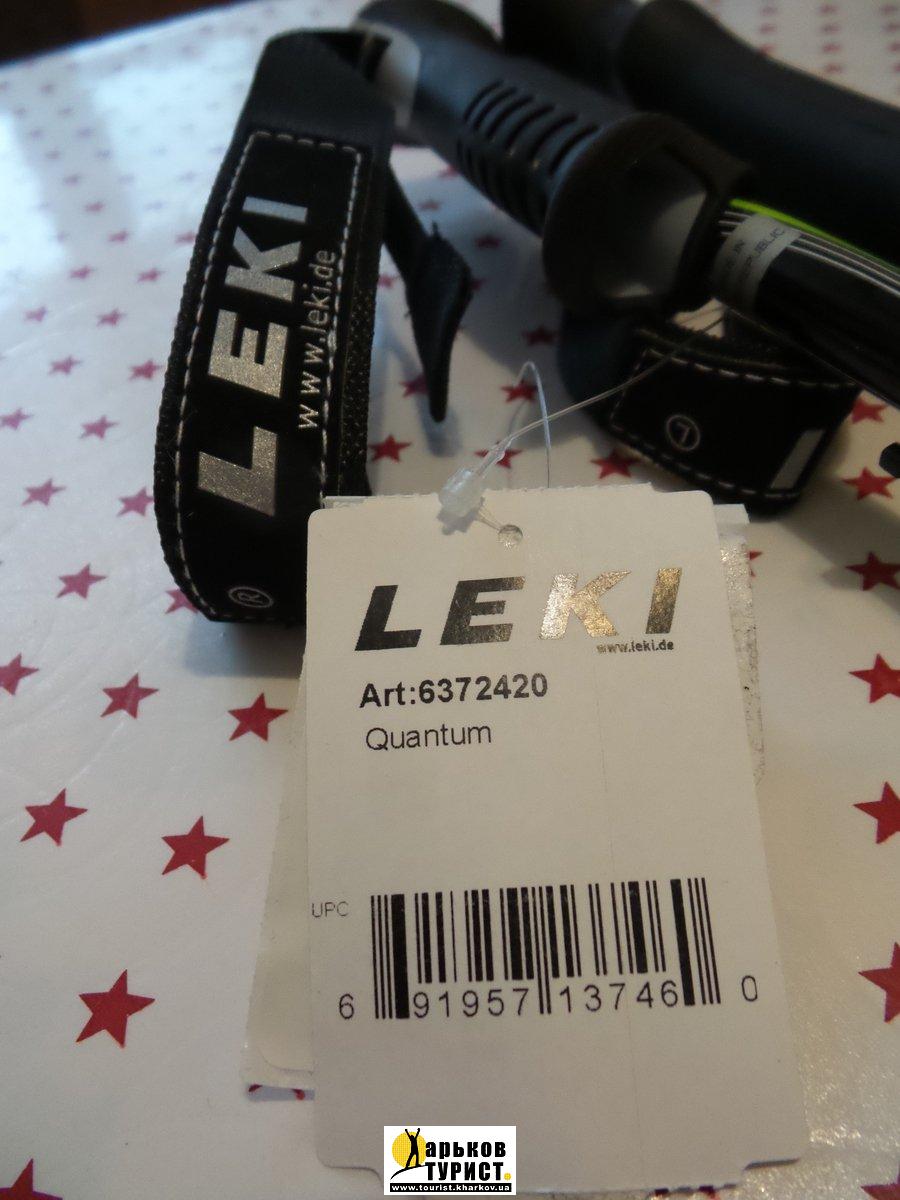 LEKI
www.leki.de
®
L
IN
LEKI
www.leki.de
Art:6372420
Quantum
UPC
6 91957 13746 0
Харьков
ТУРИСТ.
www.tourist.kharkov.ua